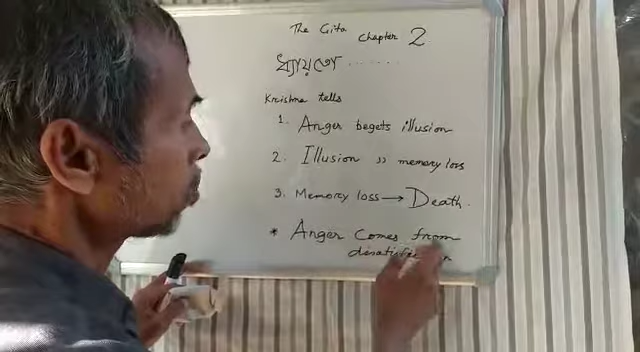 The Gita Chapter 2
ধ্যায়তো ......
Krishna tells
1. Anger begets illusion
2. Illusion ,, memory loss
3. Memory loss → Death.
* Anger comes from